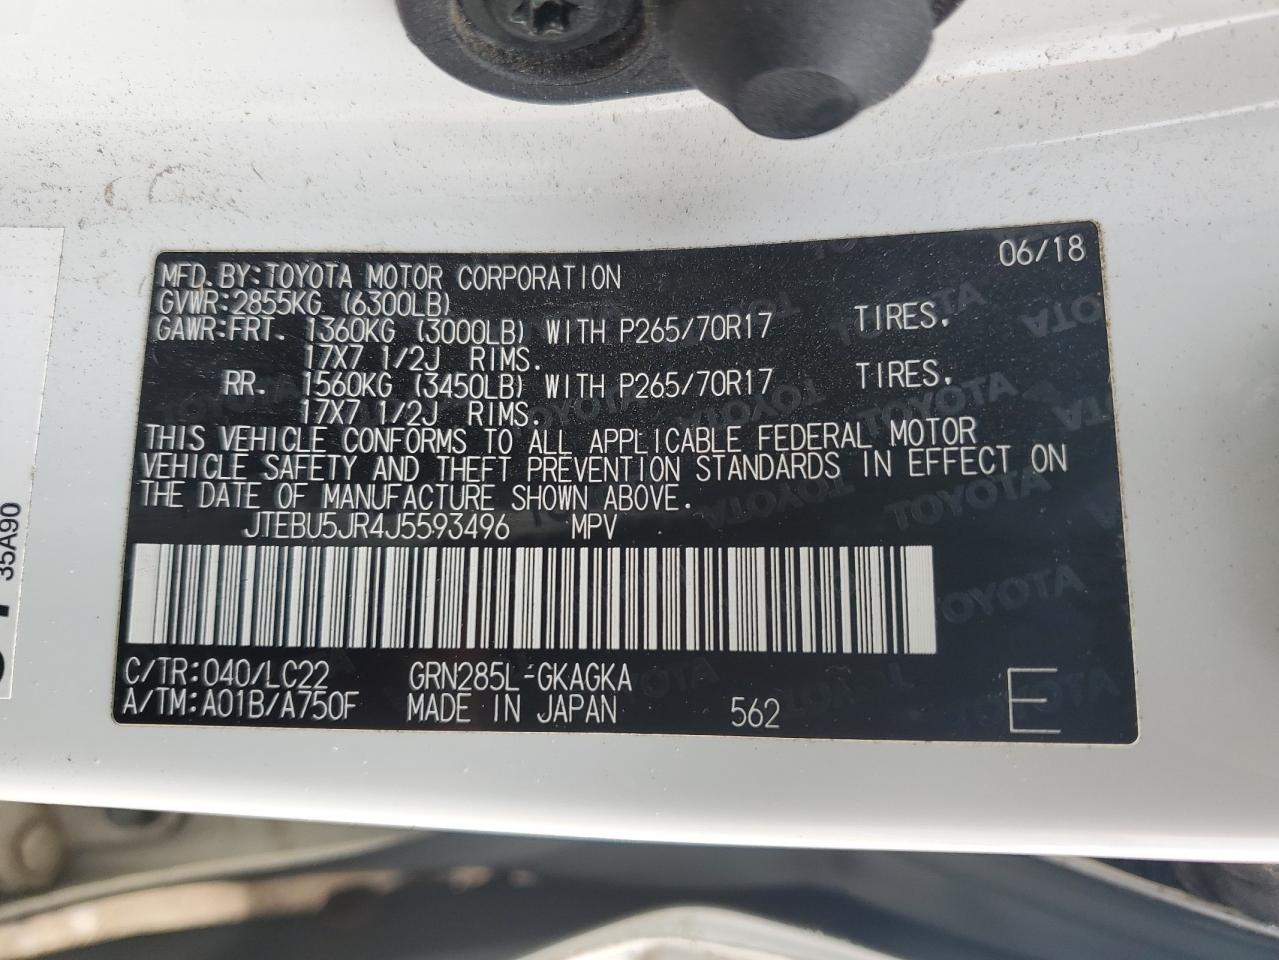 06/18
MFD.BY:TOYOTA MOTOR CORPORATION
GVWR:2855KG (6300LB)
GAWR:FRT. 1360KG (3000LB) WITH P265/70R17 TIRES.
17X7 1/2J RIMS.
RR. 1560KG (3450LB) WITH P265/70R17 TIRES.
17X7 1/2J RIMS.
THIS VEHICLE CONFORMS TO ALL APPLICABLE FEDERAL MOTOR
VEHICLE SAFETY AND THEFT PREVENTION STANDARDS IN EFFECT ON
THE DATE OF MANUFACTURE SHOWN ABOVE.
JTEBU5JR4J5593496 MPV
C/TR:040/LC22 GRN285L-GKAGKA
A/TM:A01B/A750F MADE IN JAPAN 562 E
35A90